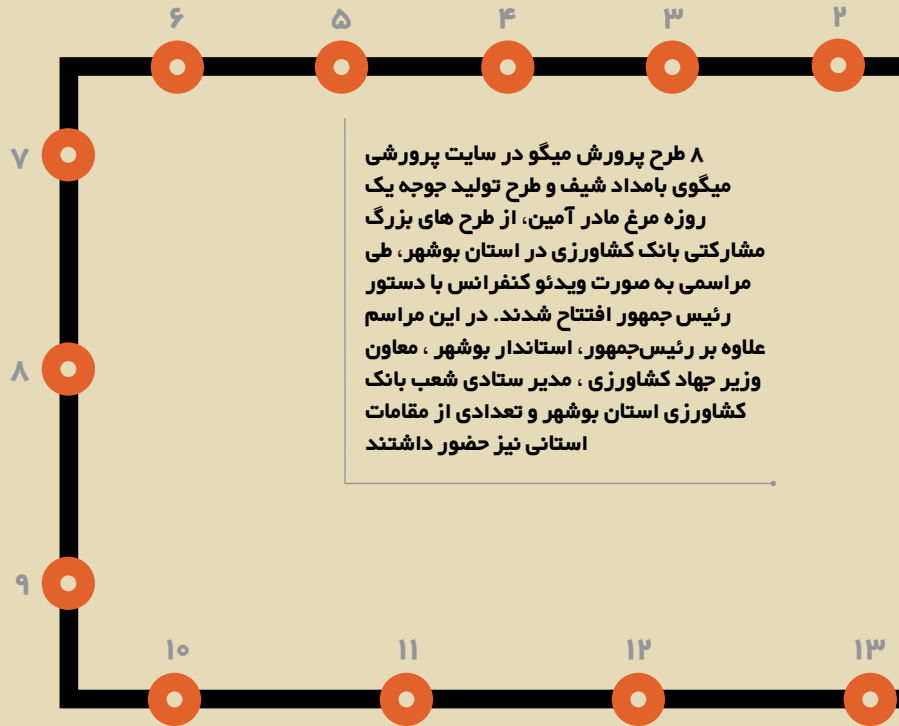 ۲
۳
۴
۵
۶
۷
۸
۹
۱۰
۱۱
۱۲
۱۳
۸ طرح پرورش میگو در سایت پرورشی
میگوی بامداد شیف و طرح تولید جوجه یک
روزه مرغ مادر آمین، از طرح های بزرگ
مشارکتی بانک کشاورزی در استان بوشهر، طی
مراسمی به صورت ویدئو کنفرانس با دستور
رئیس جمهور افتتاح شدند. در این مراسم
علاوه بر رئیس‌جمهور، استاندار بوشهر ، معاون
وزیر جهاد کشاورزی ، مدیر ستادی شعب بانک
کشاورزی استان بوشهر و تعدادی از مقامات
استانی نیز حضور داشتند